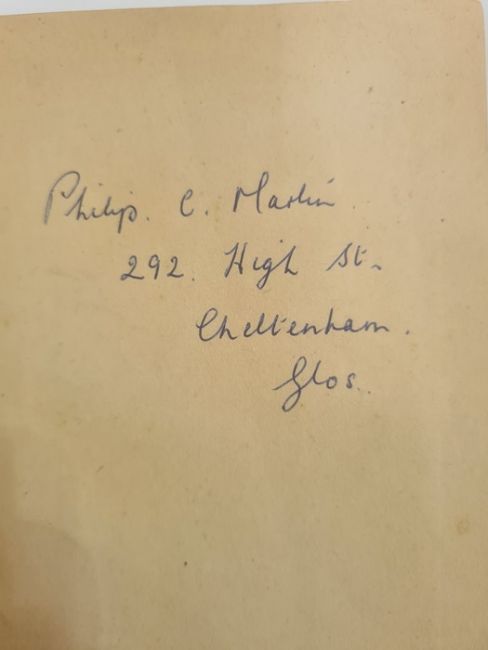 Philip. C. Martin.
292. High St.
Cheltenham.
Glos.